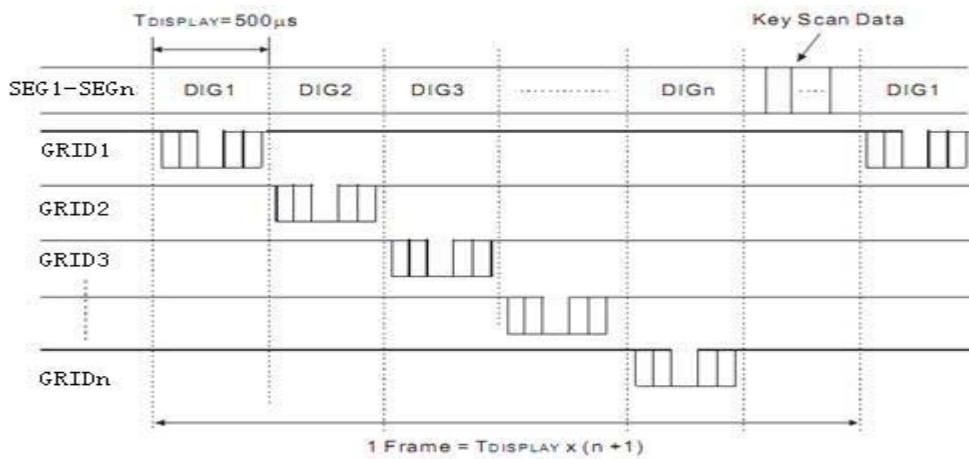 TDISPLAY=500μs
Key Scan Data
SEG1-SEGn DIG1 DIG2 DIG3 DIGn DIG1
GRID1
GRID2
GRID3
GRIDn
1 Frame = TDISPLAY x (n +1)